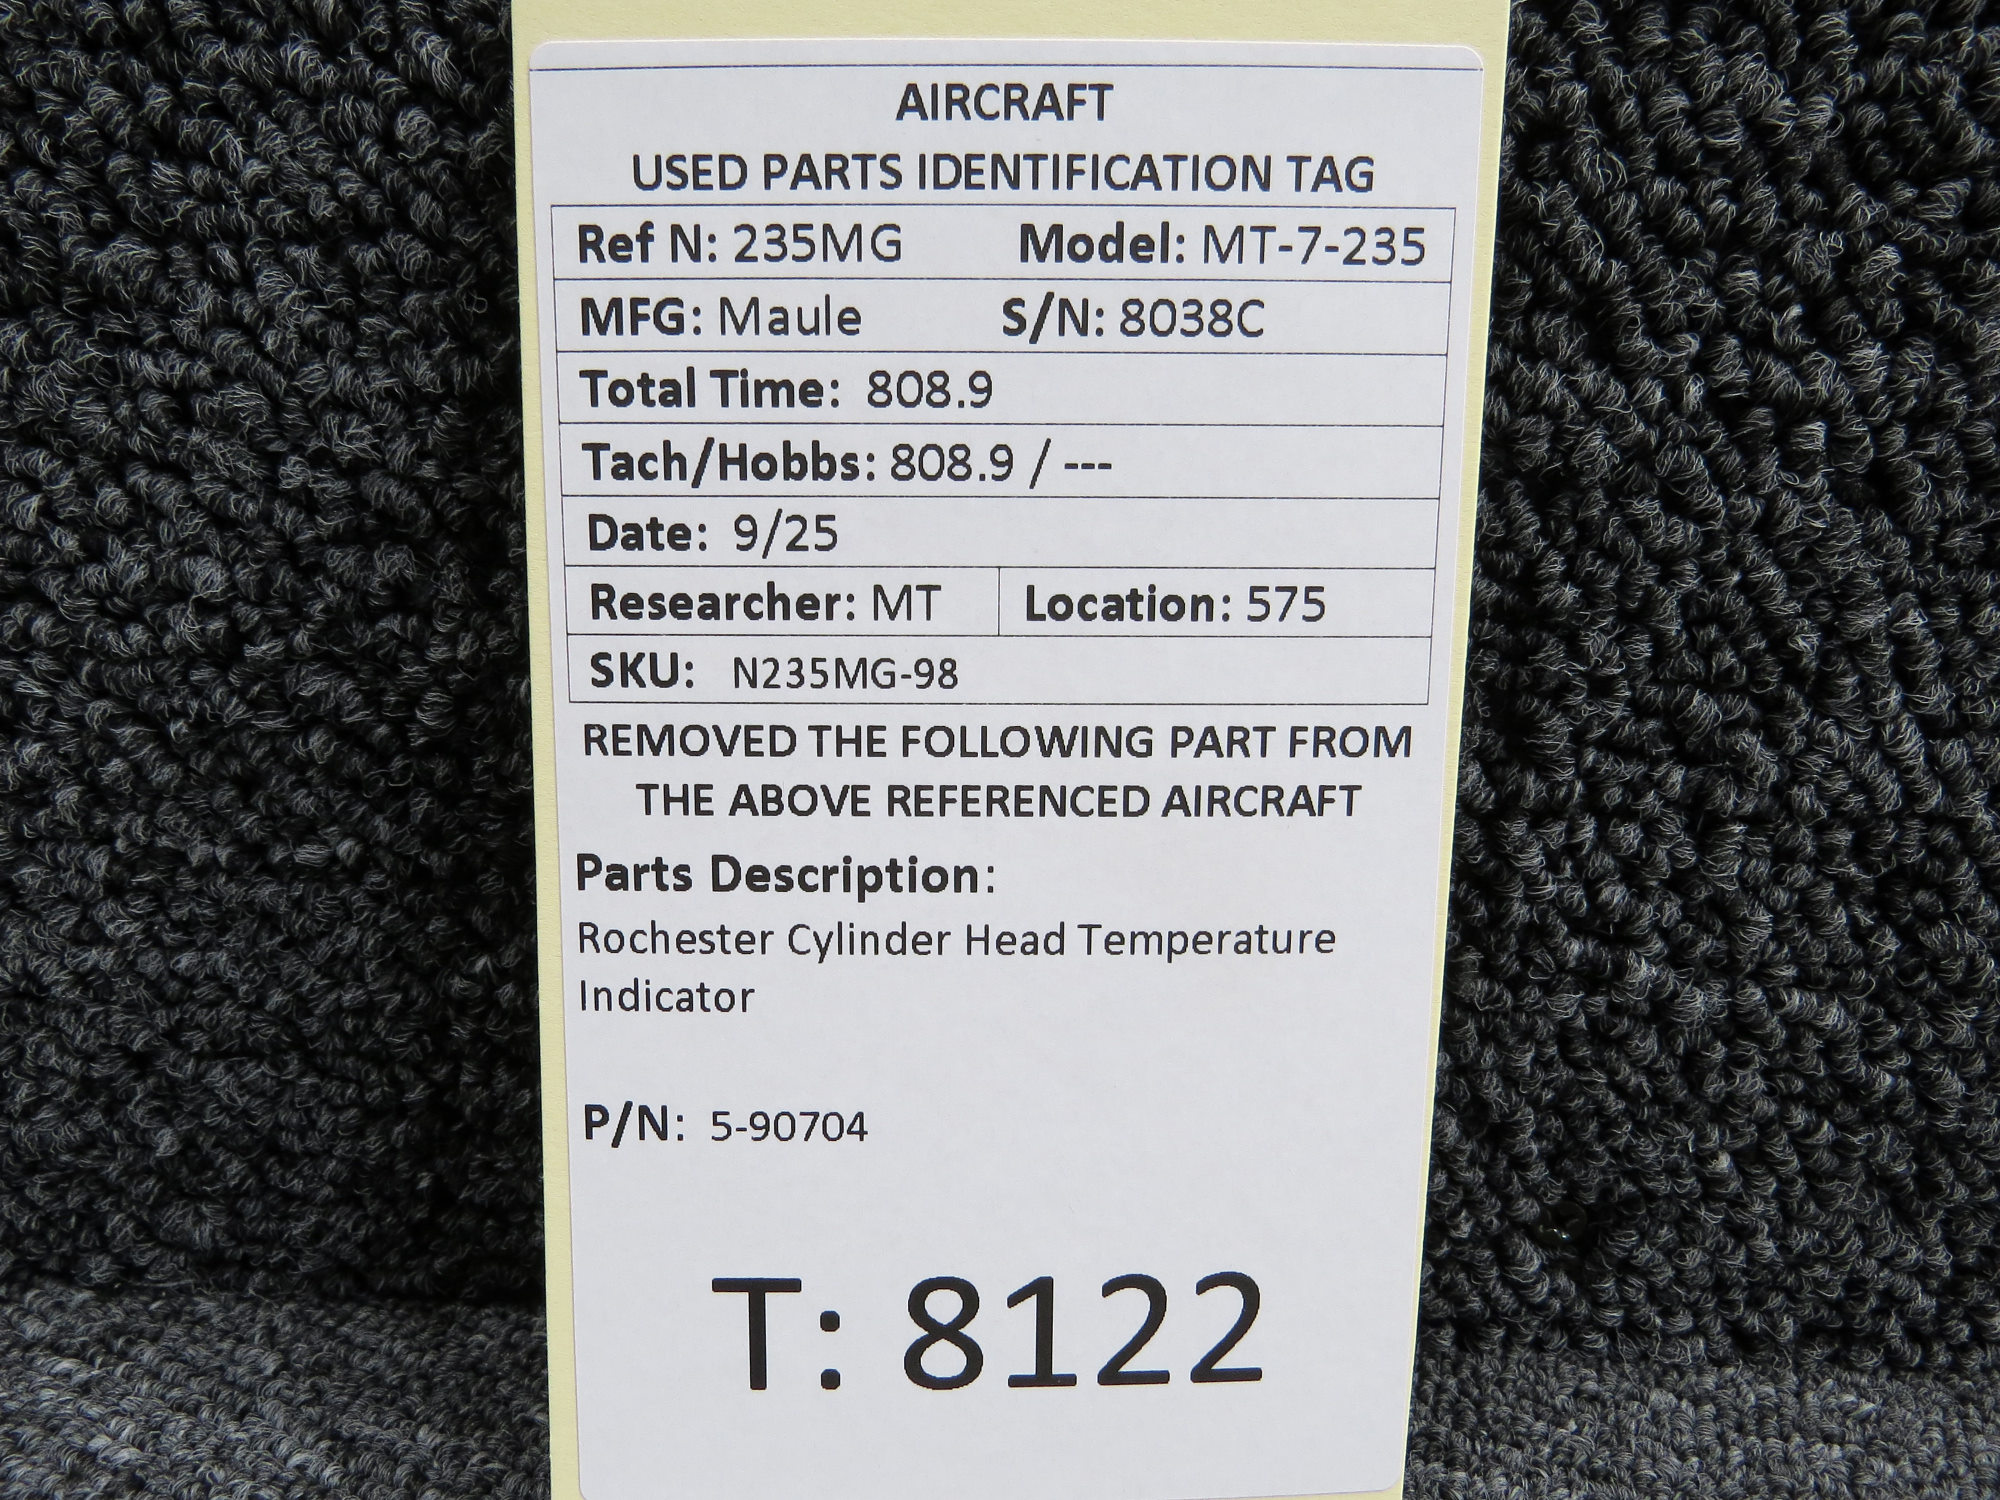 AIRCRAFT
USED PARTS IDENTIFICATION TAG
Ref N: 235MG Model: MT-7-235
MFG: Maule S/N: 8038C
Total Time: 808.9
Tach/Hobbs: 808.9 / ---
Date: 9/25
Researcher: MT Location: 575
SKU: N235MG-98
REMOVED THE FOLLOWING PART FROM
THE ABOVE REFERENCED AIRCRAFT
Parts Description:
Rochester Cylinder Head Temperature
Indicator
P/N: 5-90704
T: 8122